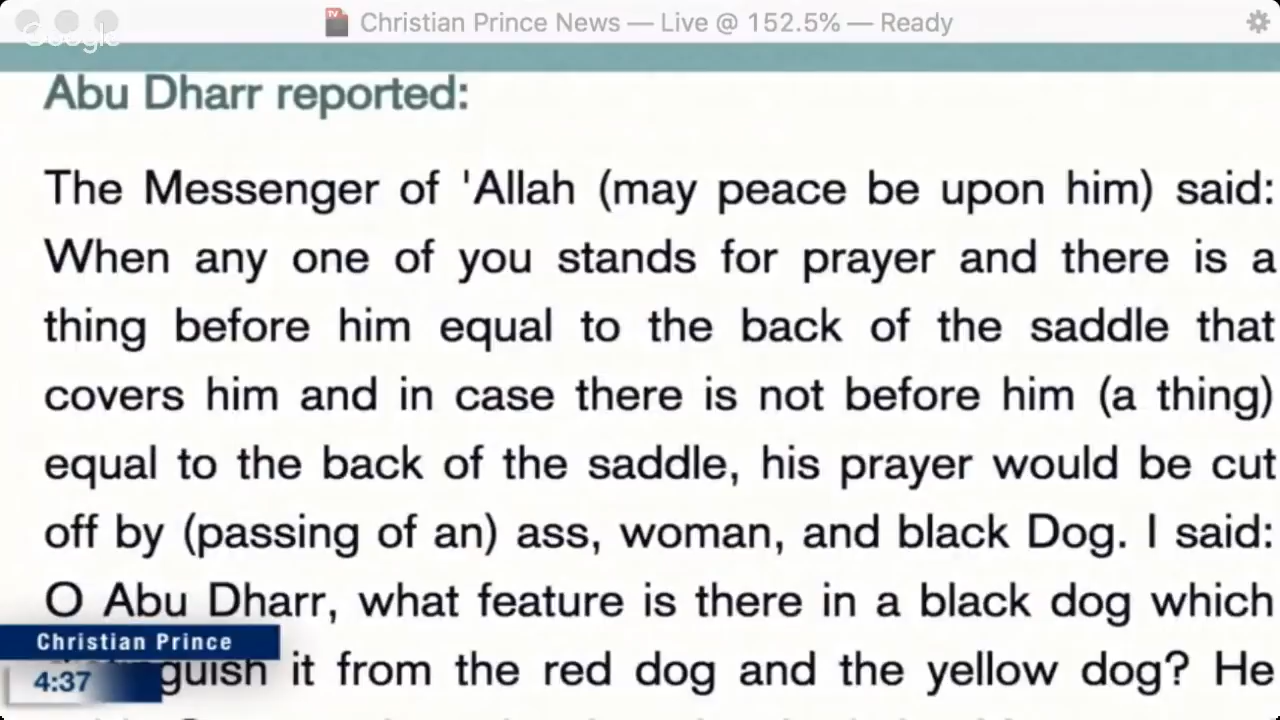 Christian Prince News — Live @ 152.5% — Ready
Google
Abu Dharr reported:
The Messenger of 'Allah (may peace be upon him) said:
When any one of you stands for prayer and there is a
thing before him equal to the back of the saddle that
covers him and in case there is not before him (a thing)
equal to the back of the saddle, his prayer would be cut
off by (passing of an) ass, woman, and black Dog. I said:
O Abu Dharr, what feature is there in a black dog which
Christian Prince
it from the red dog and the yellow dog? He
4:37